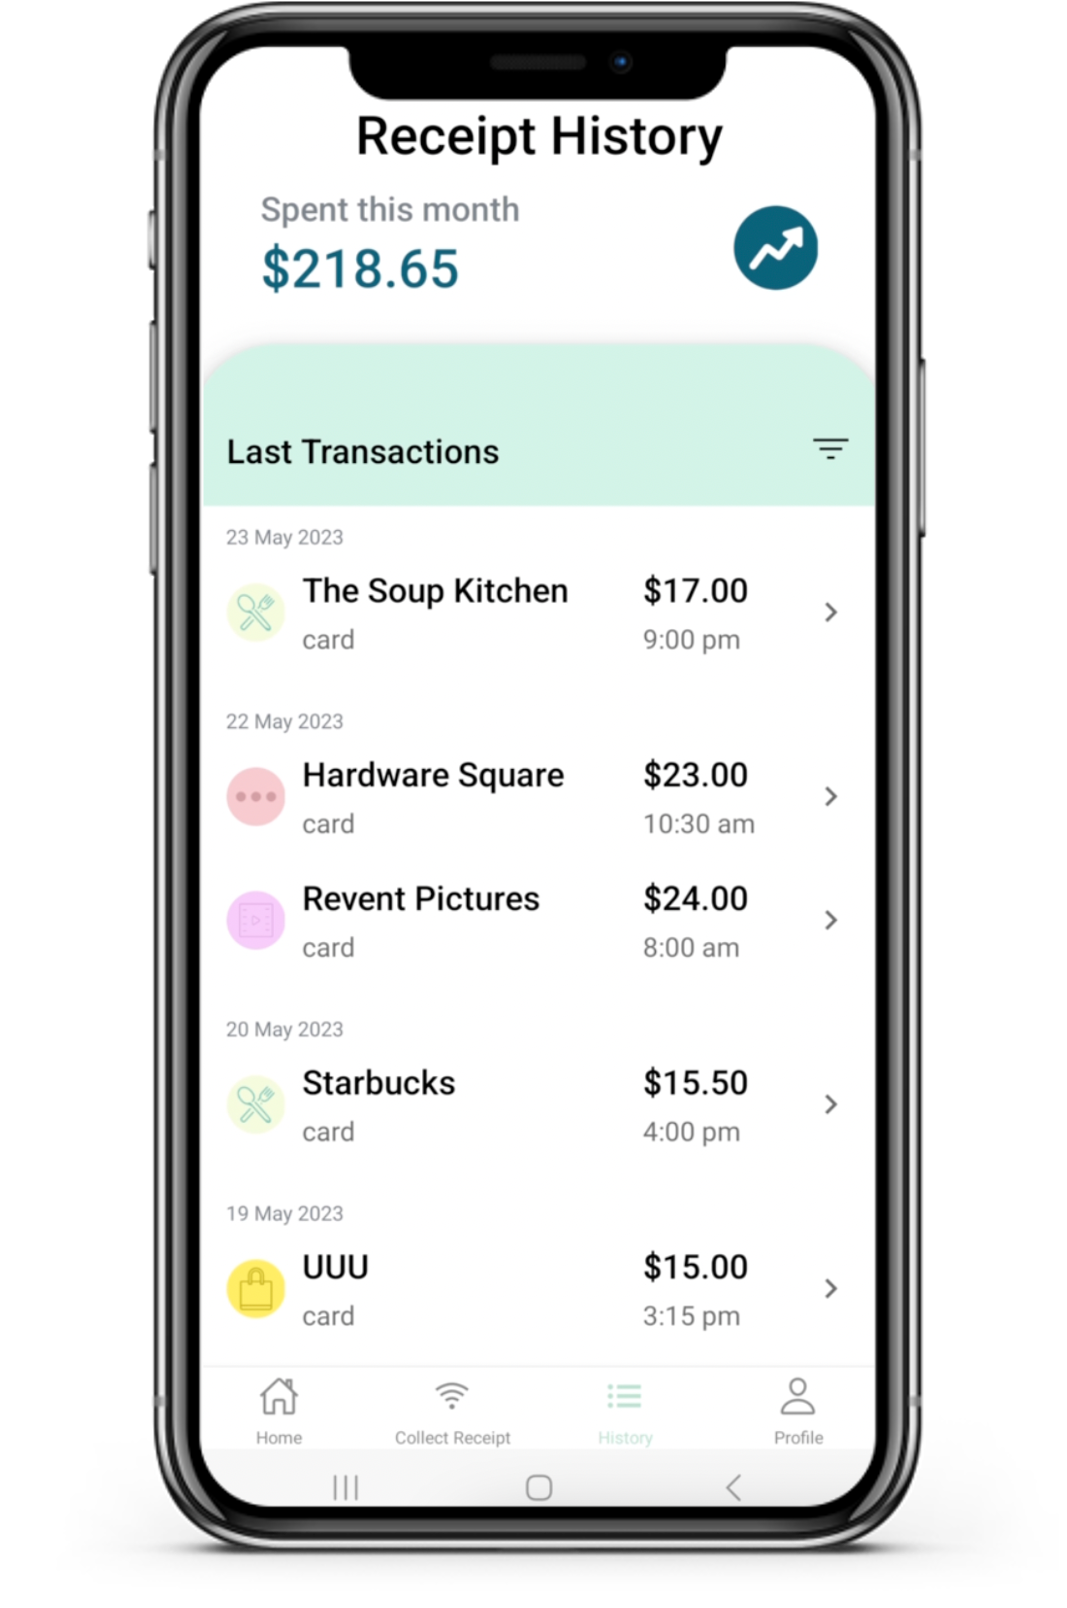 Receipt History
Spent this month
$218.65
Last Transactions
23 May 2023
The Soup Kitchen $17.00
card 9:00 pm
22 May 2023
Hardware Square $23.00
card 10:30 am
Revent Pictures $24.00
card 8:00 am
20 May 2023
Starbucks $15.50
card 4:00 pm
19 May 2023
UUU $15.00
card 3:15 pm
Home Collect Receipt History Profile